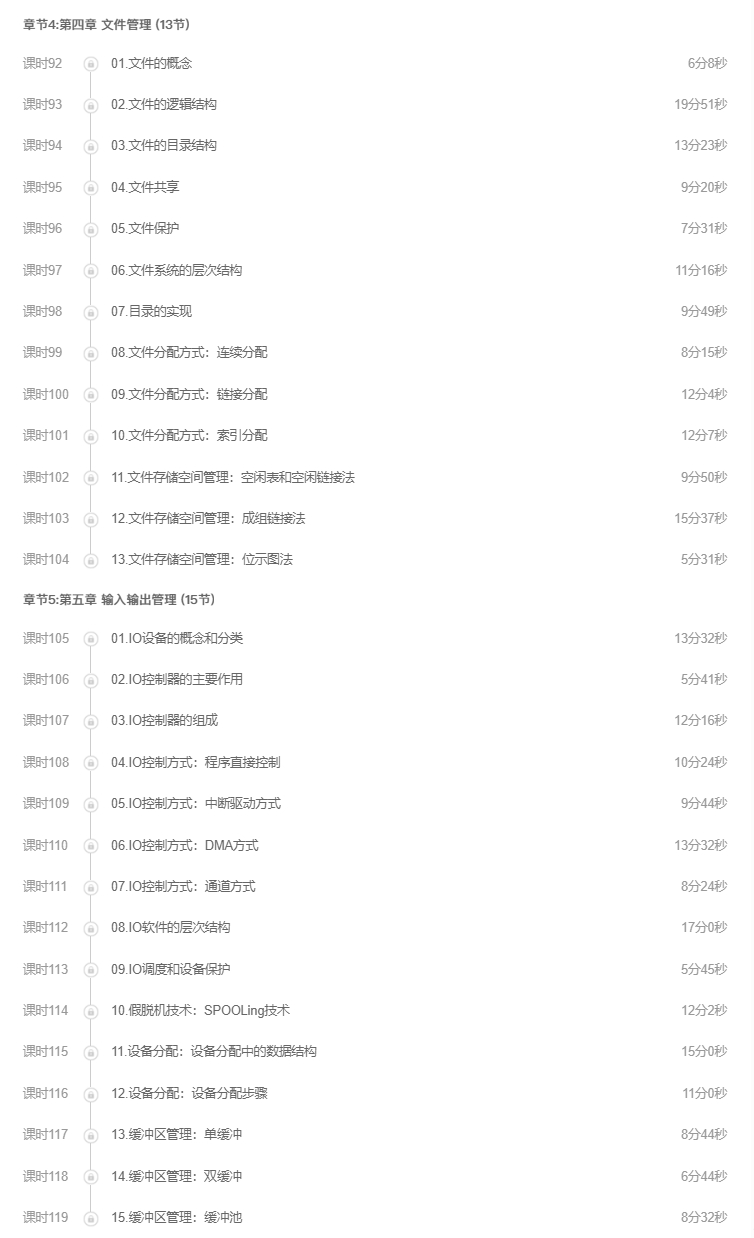 章节4:第四章 文件管理 (13节)
课时92 01.文件的概念 6分8秒
课时93 02.文件的逻辑结构 19分51秒
课时94 03.文件的目录结构 13分23秒
课时95 04.文件共享 9分20秒
课时96 05.文件保护 7分31秒
课时97 06.文件系统的层次结构 11分16秒
课时98 07.目录的实现 9分49秒
课时99 08.文件分配方式：连续分配 8分15秒
课时100 09.文件分配方式：链接分配 12分4秒
课时101 10.文件分配方式：索引分配 12分7秒
课时102 11.文件存储空间管理：空闲表和空闲链接法 9分50秒
课时103 12.文件存储空间管理：成组链接法 15分37秒
课时104 13.文件存储空间管理：位示图法 5分31秒
章节5:第五章 输入输出管理 (15节)
课时105 01.IO设备的概念和分类 13分32秒
课时106 02.IO控制器的主要作用 5分41秒
课时107 03.IO控制器的组成 12分16秒
课时108 04.IO控制方式：程序直接控制 10分24秒
课时109 05.IO控制方式：中断驱动方式 9分44秒
课时110 06.IO控制方式：DMA方式 13分32秒
课时111 07.IO控制方式：通道方式 8分24秒
课时112 08.IO软件的层次结构 17分0秒
课时113 09.IO调度和设备保护 5分45秒
课时114 10.假脱机技术：SPOOLing技术 12分2秒
课时115 11.设备分配：设备分配中的数据结构 15分0秒
课时116 12.设备分配：设备分配步骤 11分0秒
课时117 13.缓冲区管理：单缓冲 8分44秒
课时118 14.缓冲区管理：双缓冲 6分44秒
课时119 15.缓冲区管理：缓冲池 8分32秒